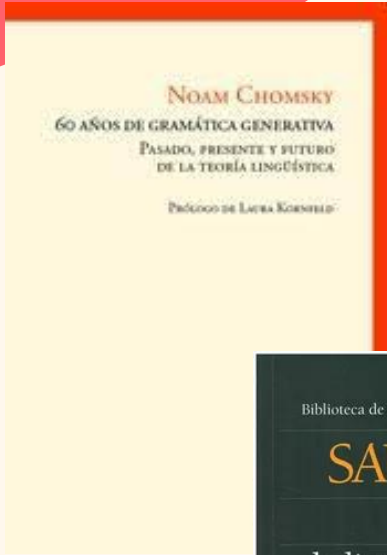 NOAM CHOMSKY
60 AÑOS DE GRAMÁTICA GENERATIVA
PASADO, PRESENTE Y FUTURO
DE LA TEORÍA LINGÜÍSTICA
PRÓLOGO DE LAURA KORNFELD
Biblioteca de
SA